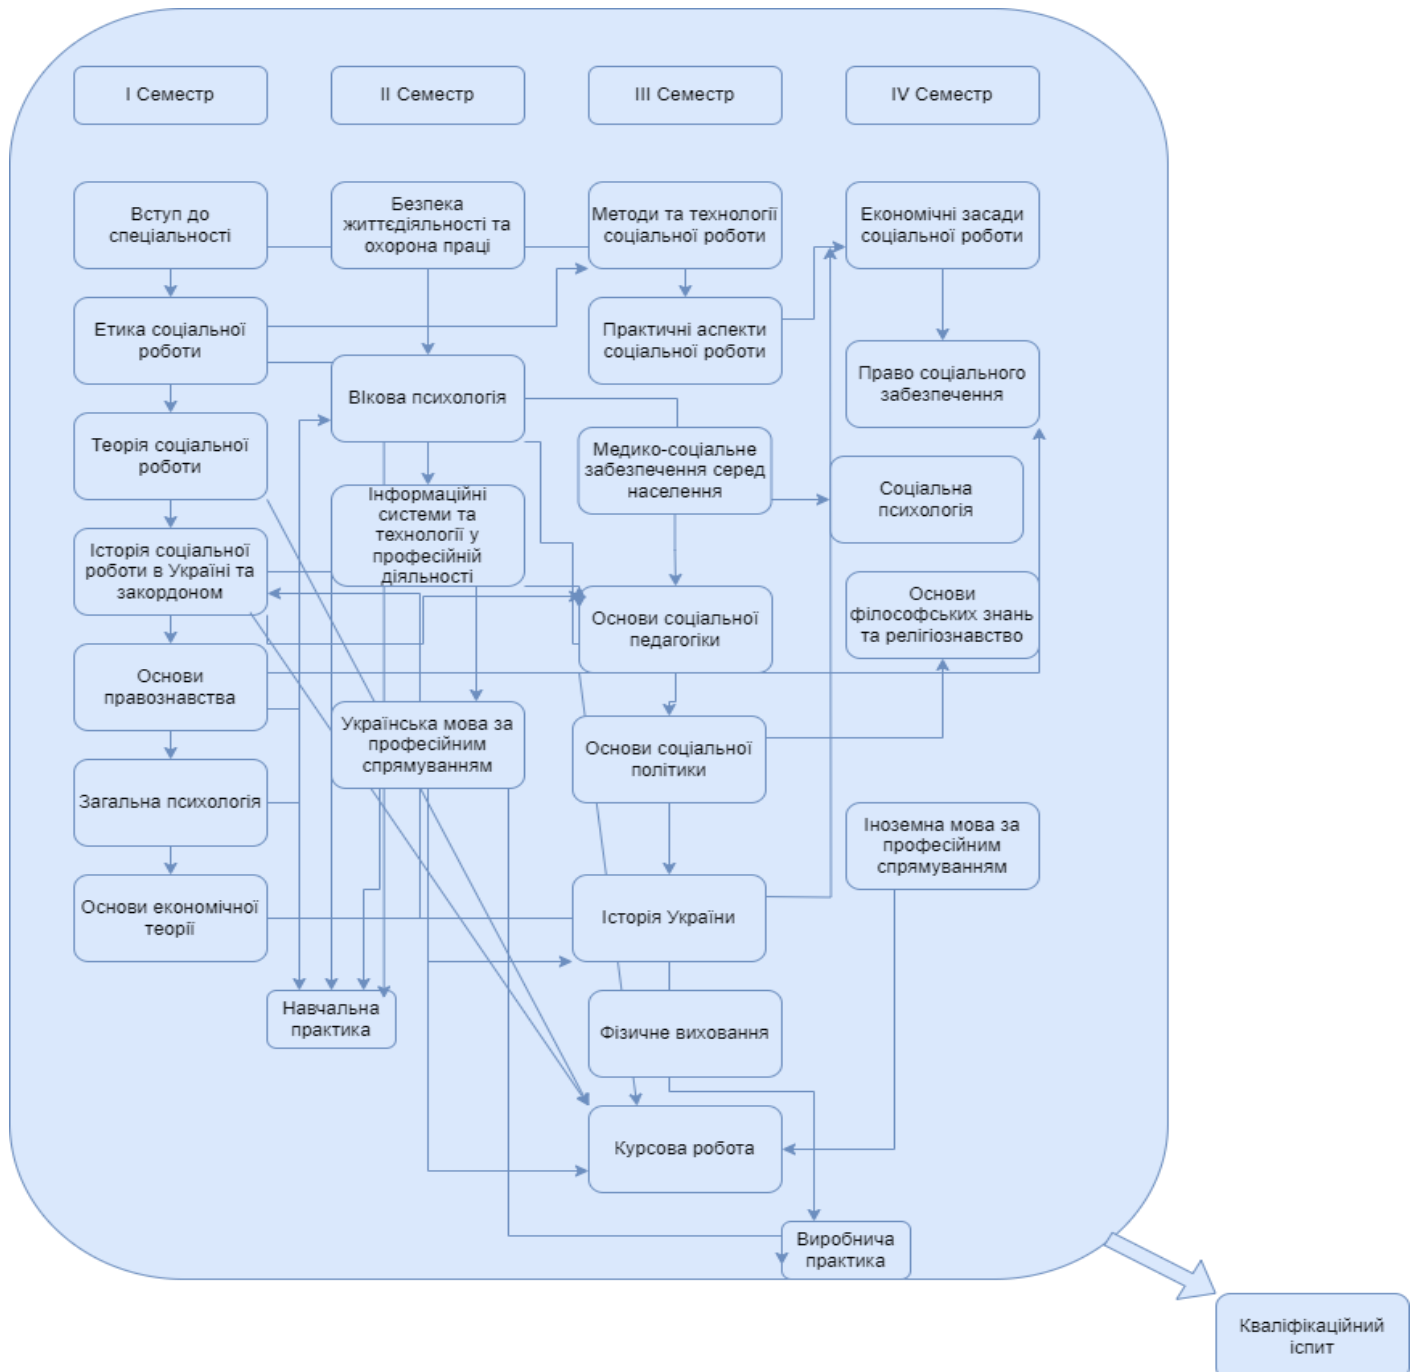 I Семестр
II Семестр
III Семестр
IV Семестр
Вступ до
спеціальності
Етика соціальної
роботи
Теорія соціальної
роботи
Історія соціальної
роботи в Україні та
закордоном
Основи
правознавства
Загальна психологія
Основи економічної
теорії
Навчальна
практика
Безпека
життєдіяльності та
охорона праці
ВІкова психологія
Інформаційні
системи та
технології у
професійній
діяльності
Українська мова за
професійним
спрямуванням
Методи та технології
соціальної роботи
Практичні аспекти
соціальної роботи
Медико-соціальне
забезпечення серед
населення
Основи соціальної
педагогіки
Основи соціальної
політики
Історія України
Фізичне виховання
Курсова робота
Виробнича
практика
Економічні засади
соціальної роботи
Право соціального
забезпечення
Соціальна
психологія
Основи
філософських знань
та релігіознавство
Іноземна мова за
професійним
спрямуванням
Кваліфікаційний
іспит